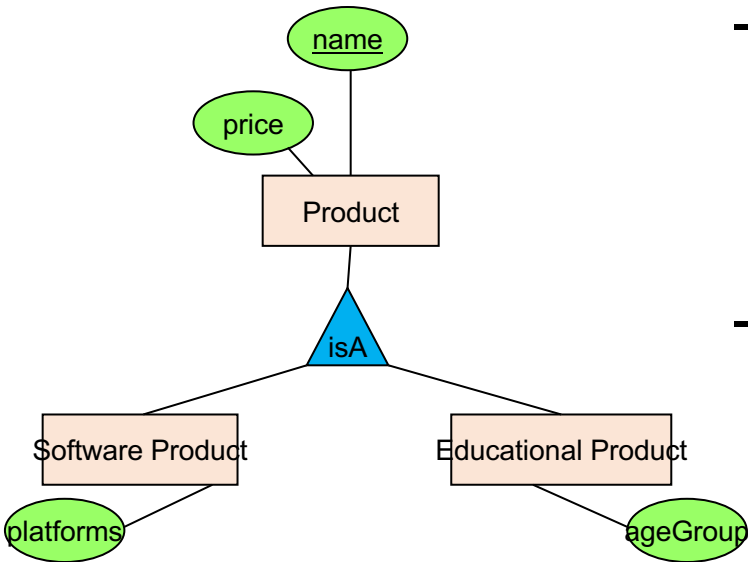 name
price
Product
isA
Software Product
Educational Product
platforms
ageGroup